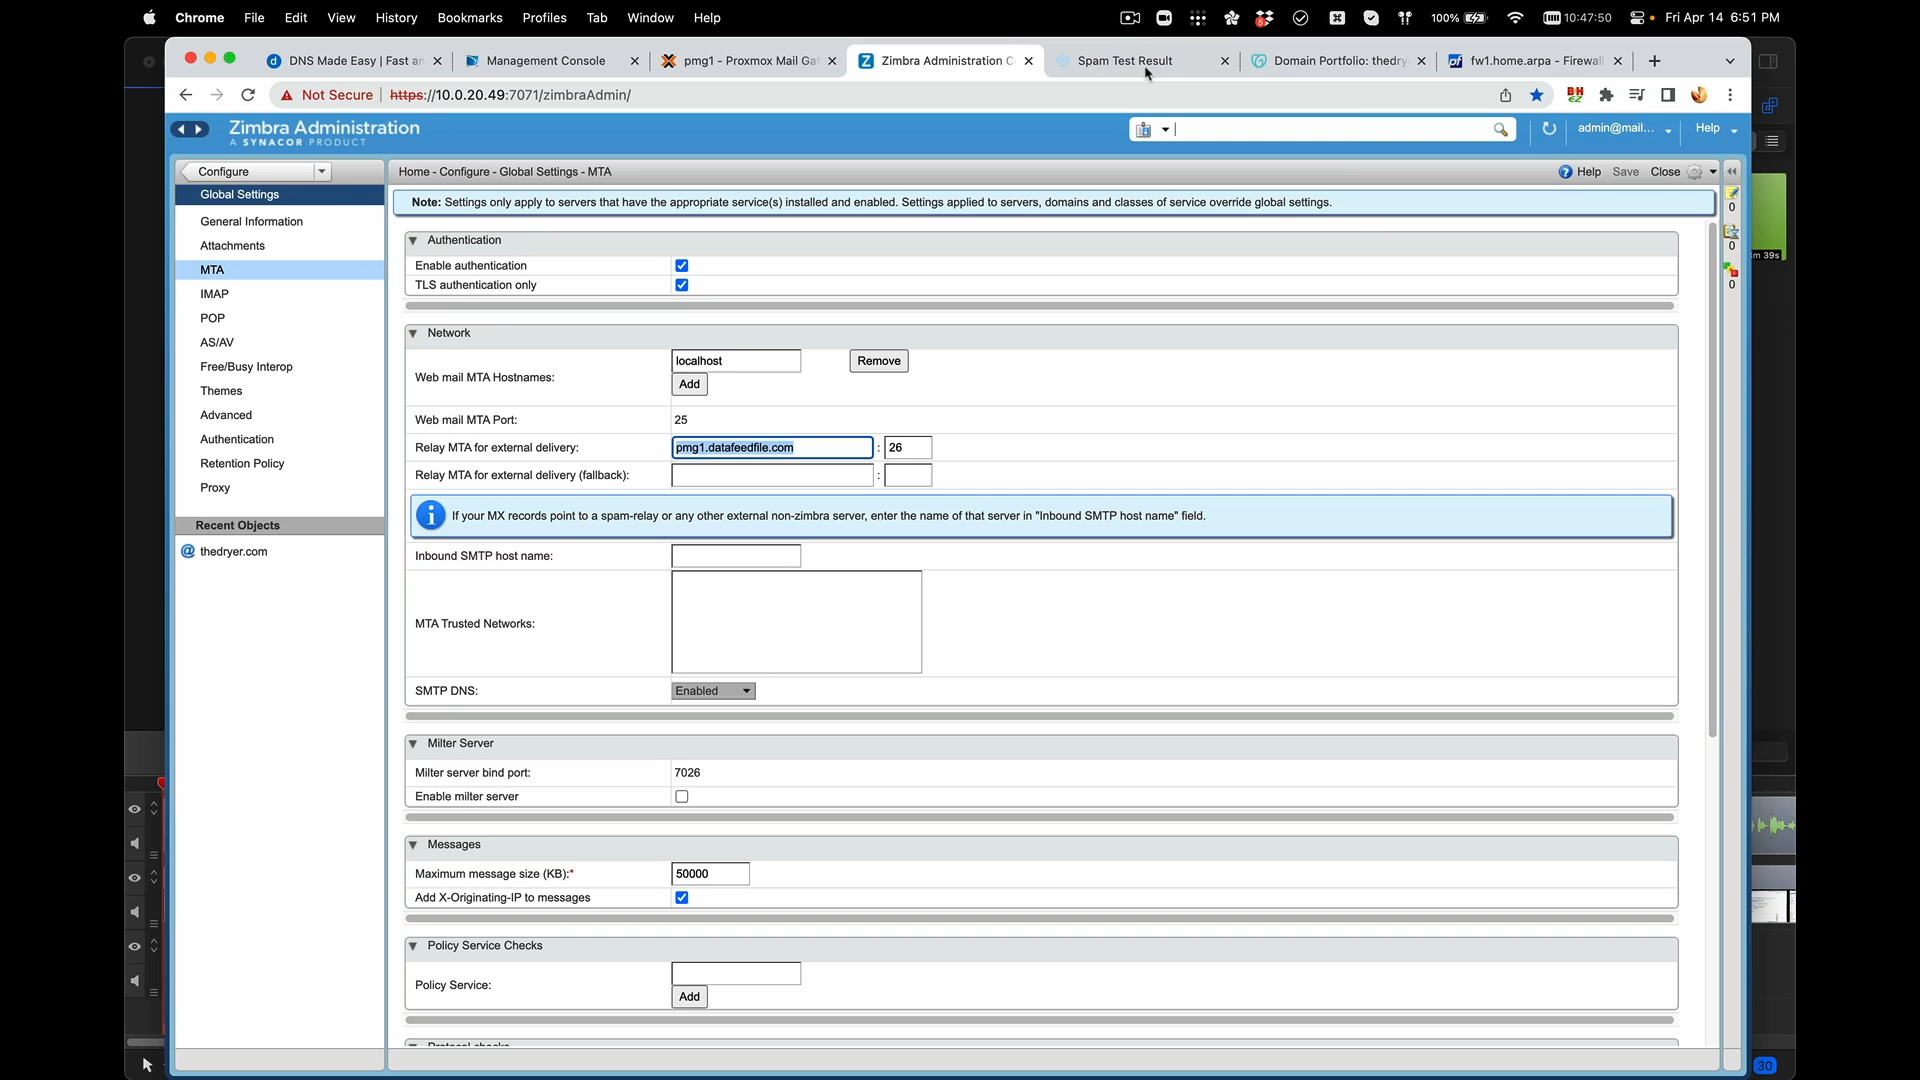 Chrome File Edit View History Bookmarks Profiles Tab Window Help 100% 10:47:50 Fri Apr 14 6:51 PM
DNS Made Easy | Fast an Management Console pmg1 - Proxmox Mail Ga Zimbra Administration C Spam Test Result Domain Portfolio: thedry fw1.home.arpa - Firewall
Not Secure https://10.0.20.49:7071/zimbraAdmin/
Zimbra Administration
A SYNACOR PRODUCT
admin@mail... Help
Configure
Home - Configure - Global Settings - MTA
Help Save Close
Global Settings
General Information
Attachments
MTA
IMAP
POP
AS/AV
Free/Busy Interop
Themes
Advanced
Authentication
Retention Policy
Proxy
Recent Objects
thedryer.com
Note: Settings only apply to servers that have the appropriate service(s) installed and enabled. Settings applied to servers, domains and classes of service override global settings.
Authentication
Enable authentication
TLS authentication only
Network
Web mail MTA Hostnames: localhost Remove
Add
Web mail MTA Port: 25
Relay MTA for external delivery: pmg1.datafeedfile.com : 26
Relay MTA for external delivery (fallback): :
If your MX records point to a spam-relay or any other external non-zimbra server, enter the name of that server in "Inbound SMTP host name" field.
Inbound SMTP host name:
MTA Trusted Networks:
SMTP DNS: Enabled
Milter Server
Milter server bind port: 7026
Enable milter server
Messages
Maximum message size (KB):* 50000
Add X-Originating-IP to messages
Policy Service Checks
Policy Service:
Add
Protocol checks
0
0
0
m 39s
30